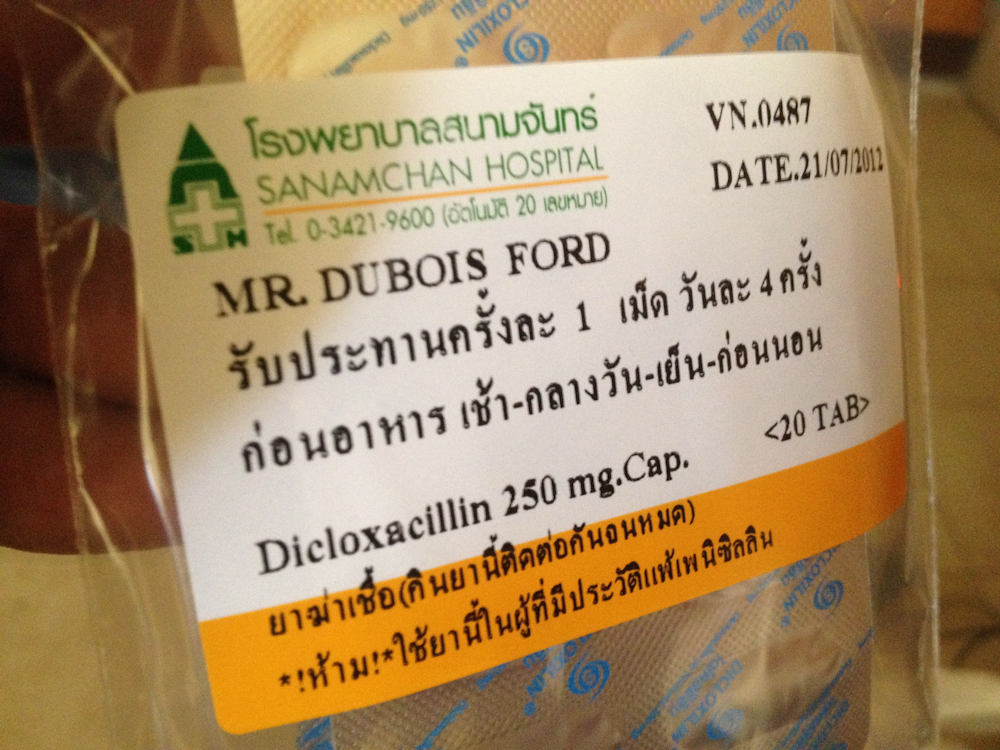 DICLOXILIN
โรงพยาบาลสนามจันทร์
SANAMCHAN HOSPITAL
Tel. 0-3421-9600 (อัตโนมัติ 20 เลขหมาย)
SMH
VN.0487
DATE.21/07/2012
MR. DUBOIS FORD
รับประทานครั้งละ 1 เม็ด วันละ 4 ครั้ง
ก่อนอาหาร เช้า-กลางวัน-เย็น-ก่อนนอน
<20 TAB>
Dicloxacillin 250 mg.Cap.
ยาฆ่าเชื้อ(กินยานี้ติดต่อกันจนหมด)
*!ห้าม!*ใช้ยานี้ในผู้ที่มีประวัติแพ้เพนิซิลลิน